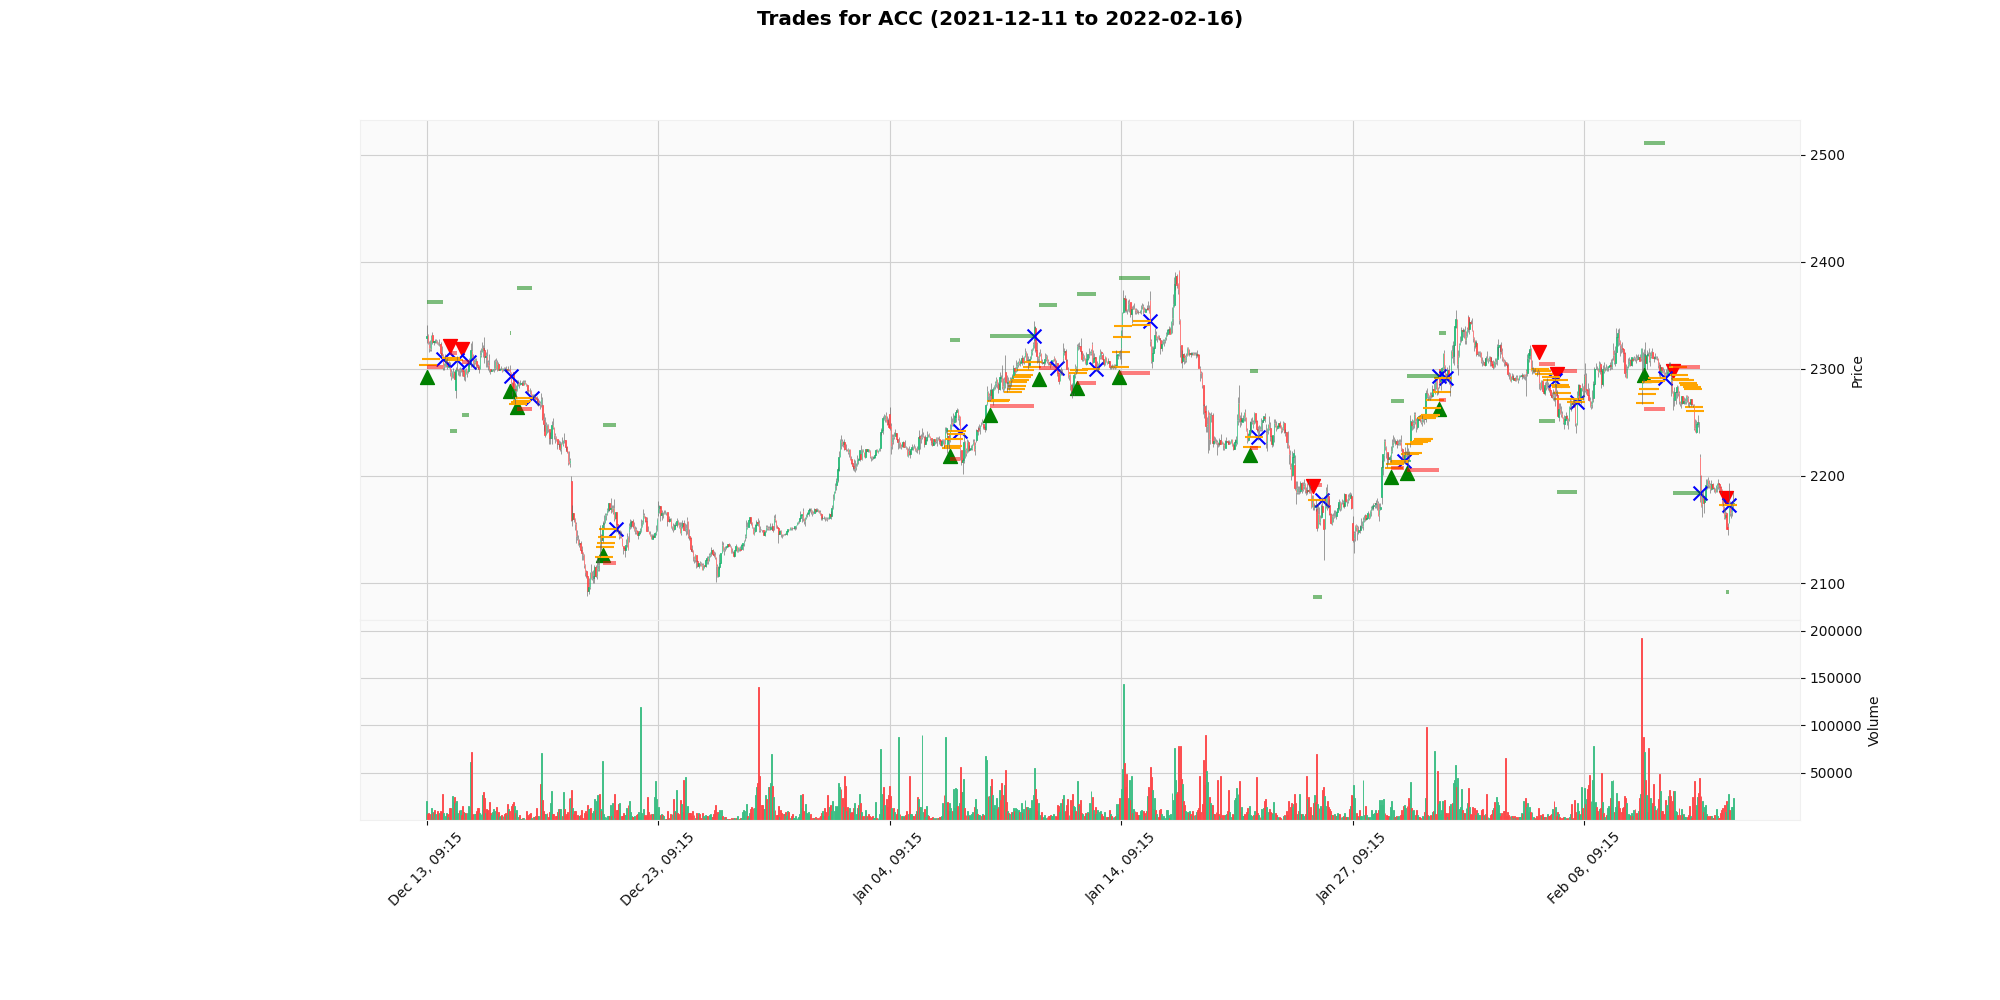 Trades for ACC (2021-12-11 to 2022-02-16)
2500
2400
2300
2200
2100
Price
200000
150000
100000
50000
Volume
Dec 13, 09:15
Dec 23, 09:15
Jan 04, 09:15
Jan 14, 09:15
Jan 27, 09:15
Feb 08, 09:15